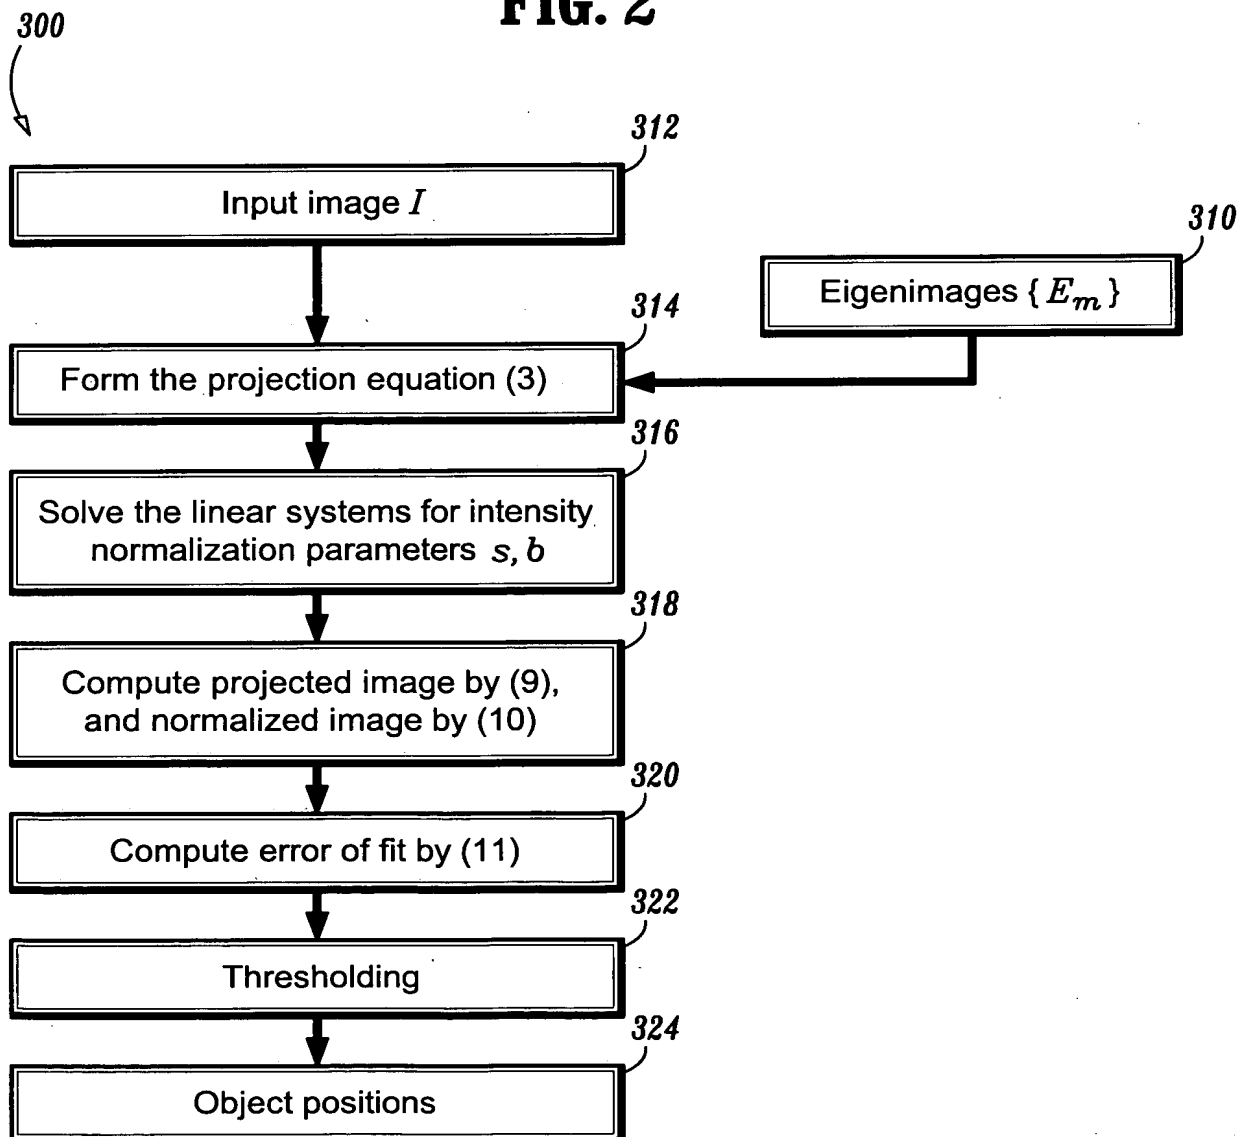 FIG. 2
300
312
Input image I
310
Eigenimages { E_m }
314
Form the projection equation (3)
316
Solve the linear systems for intensity
normalization parameters s, b
318
Compute projected image by (9),
and normalized image by (10)
320
Compute error of fit by (11)
322
Thresholding
324
Object positions